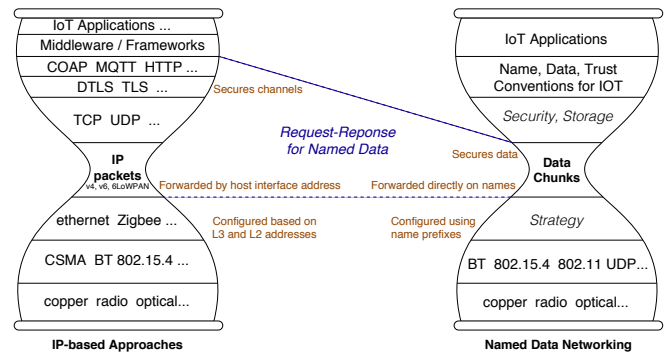 IoT Applications ...
Middleware / Frameworks
COAP MQTT HTTP ...
DTLS TLS ...
TCP UDP ...
IP
packets
v4, v6, 6LoWPAN
ethernet Zigbee ...
CSMA BT 802.15.4 ...
copper radio optical...
IP-based Approaches
Secures channels
Request-Reponse
for Named Data
Secures data
Forwarded by host interface address
Forwarded directly on names
Configured based on
L3 and L2 addresses
Configured using
name prefixes
IoT Applications
Name, Data, Trust
Conventions for IOT
Security, Storage
Data
Chunks
Strategy
BT 802.15.4 802.11 UDP...
copper radio optical...
Named Data Networking